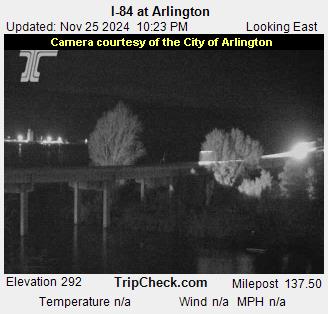 I-84 at Arlington
Updated: Nov 25 2024 10:23 PM Looking East
Camera courtesy of the City of Arlington
Elevation 292 TripCheck.com Milepost 137.50
Temperature n/a Wind n/a MPH n/a